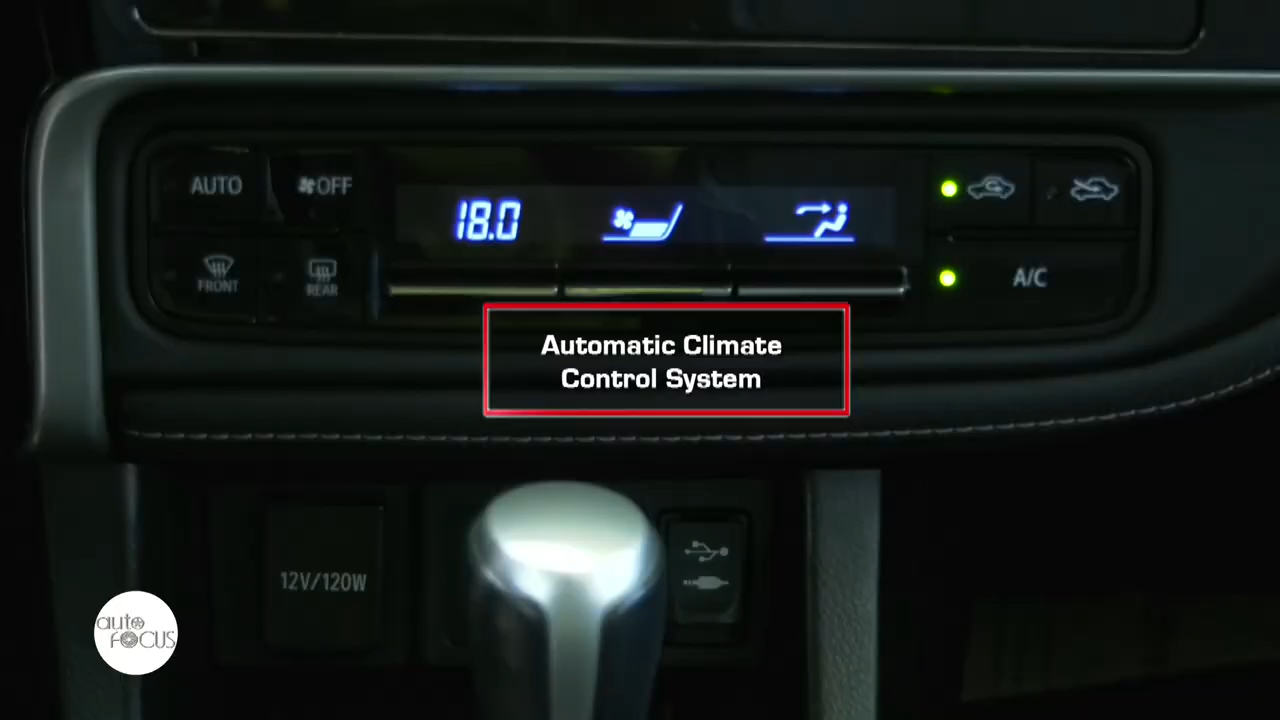 AUTO
OFF
18.0
FRONT
REAR
A/C
Automatic Climate
Control System
12V/120W
auto
FOCUS